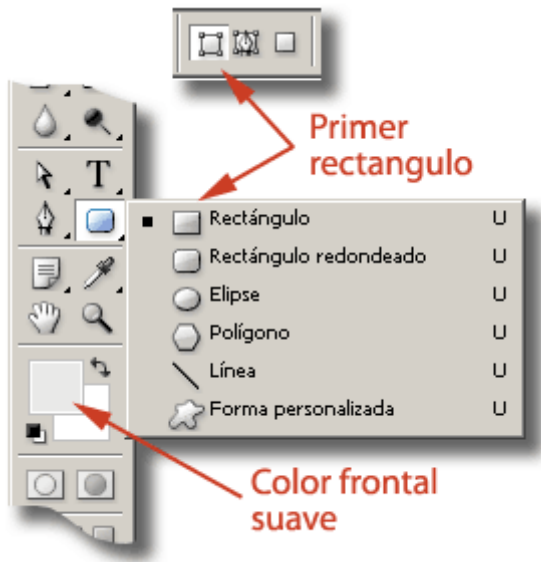 Primer
rectangulo
T
Rectángulo U
Rectángulo redondeado U
Elipse U
Polígono U
Línea U
Forma personalizada U
Color frontal
suave